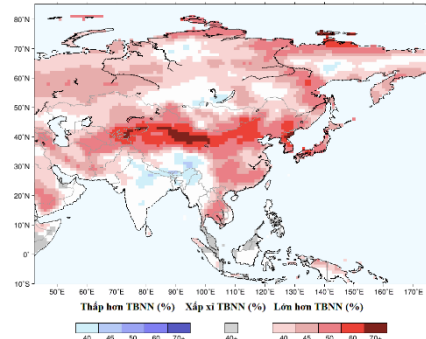 80°N
70°N
60°N
50°N
40°N
30°N
20°N
10°N
0°
10°S
50°E 60°E 70°E 80°E 90°E 100°E 110°E 120°E 130°E 140°E 150°E 160°E 170°E
Thấp hơn TBNN (%) Xấp xỉ TBNN (%) Lớn hơn TBNN (%)
40 45 50 60 70+ 40+ 40 45 50 60 70+